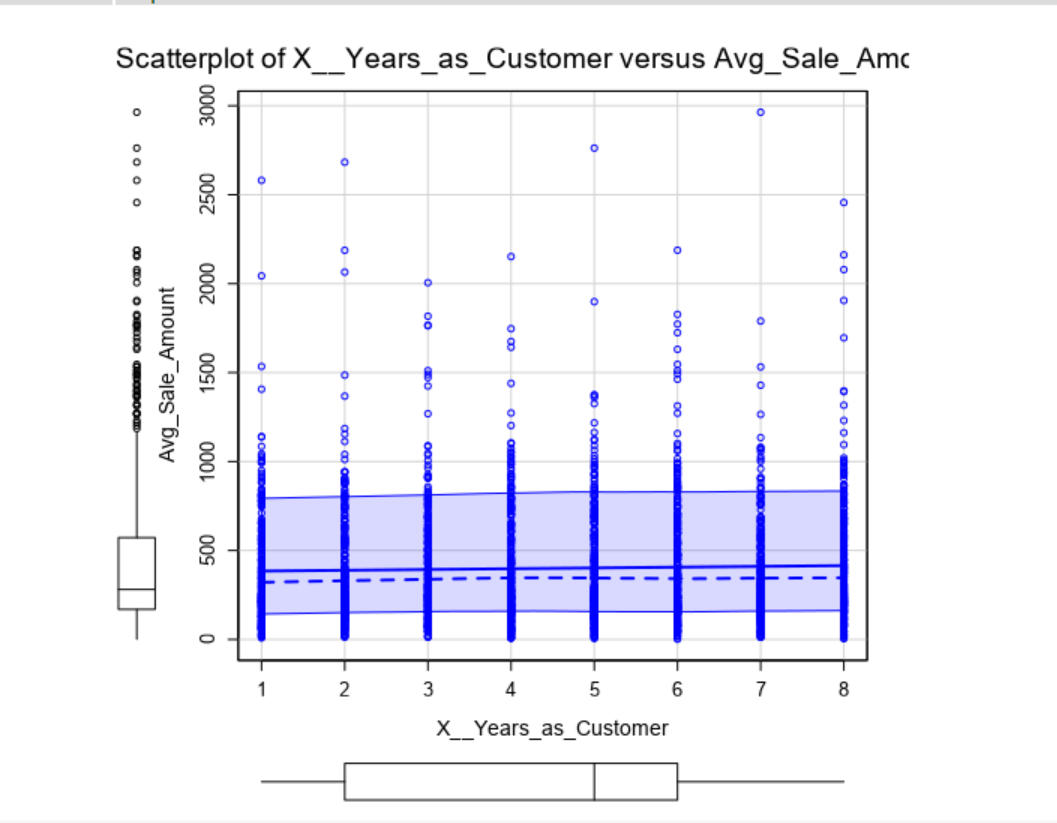 Scatterplot of X__Years_as_Customer versus Avg_Sale_Amo
3000
2500
2000
1500
1000
500
0
Avg_Sale_Amount
1 2 3 4 5 6 7 8
X__Years_as_Customer